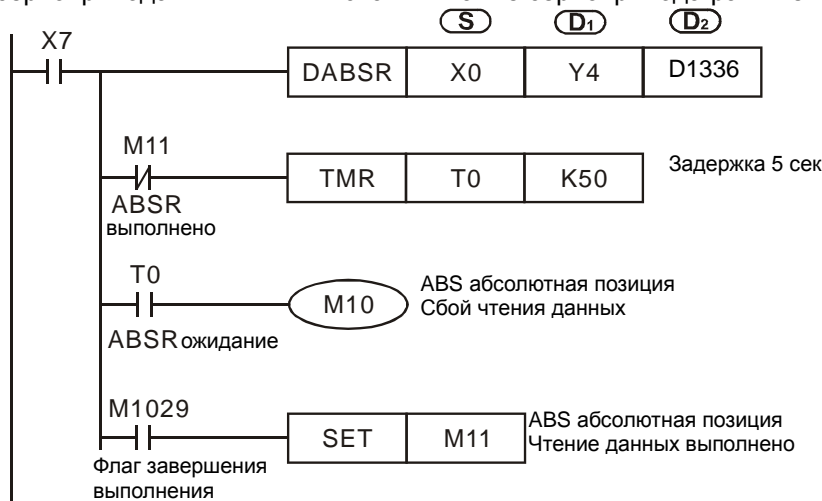 S D1 D2
X7
DABSR X0 Y4 D1336
M11
TMR T0 K50 Задержка 5 сек
ABSR
выполнено
T0
M10 ABS абсолютная позиция
Сбой чтения данных
ABSR ожидание
M1029
SET M11 ABS абсолютная позиция
Чтение данных выполнено
Флаг завершения
выполнения